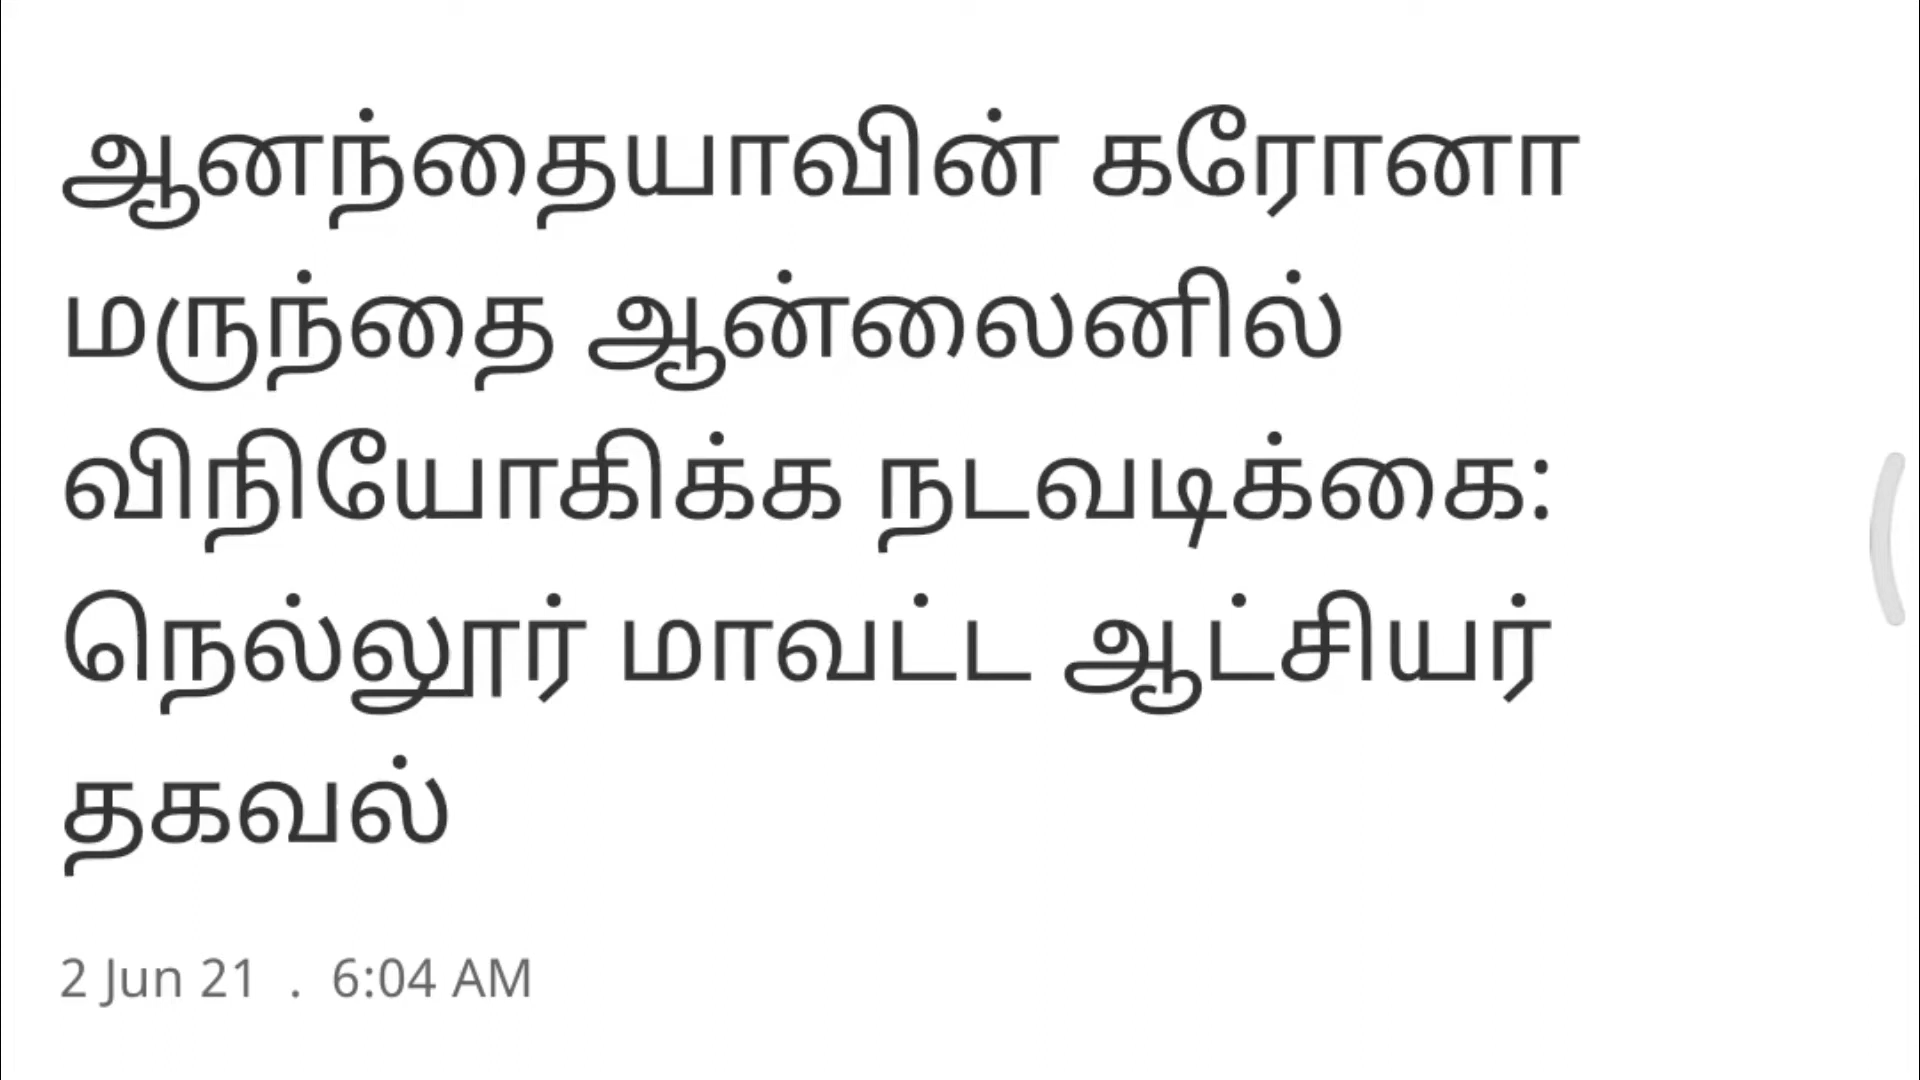 ஆனந்தையாவின் கரோனா
மருந்தை ஆன்லைனில்
விநியோகிக்க நடவடிக்கை:
நெல்லூர் மாவட்ட ஆட்சியர்
தகவல்
2 Jun 21 . 6:04 AM